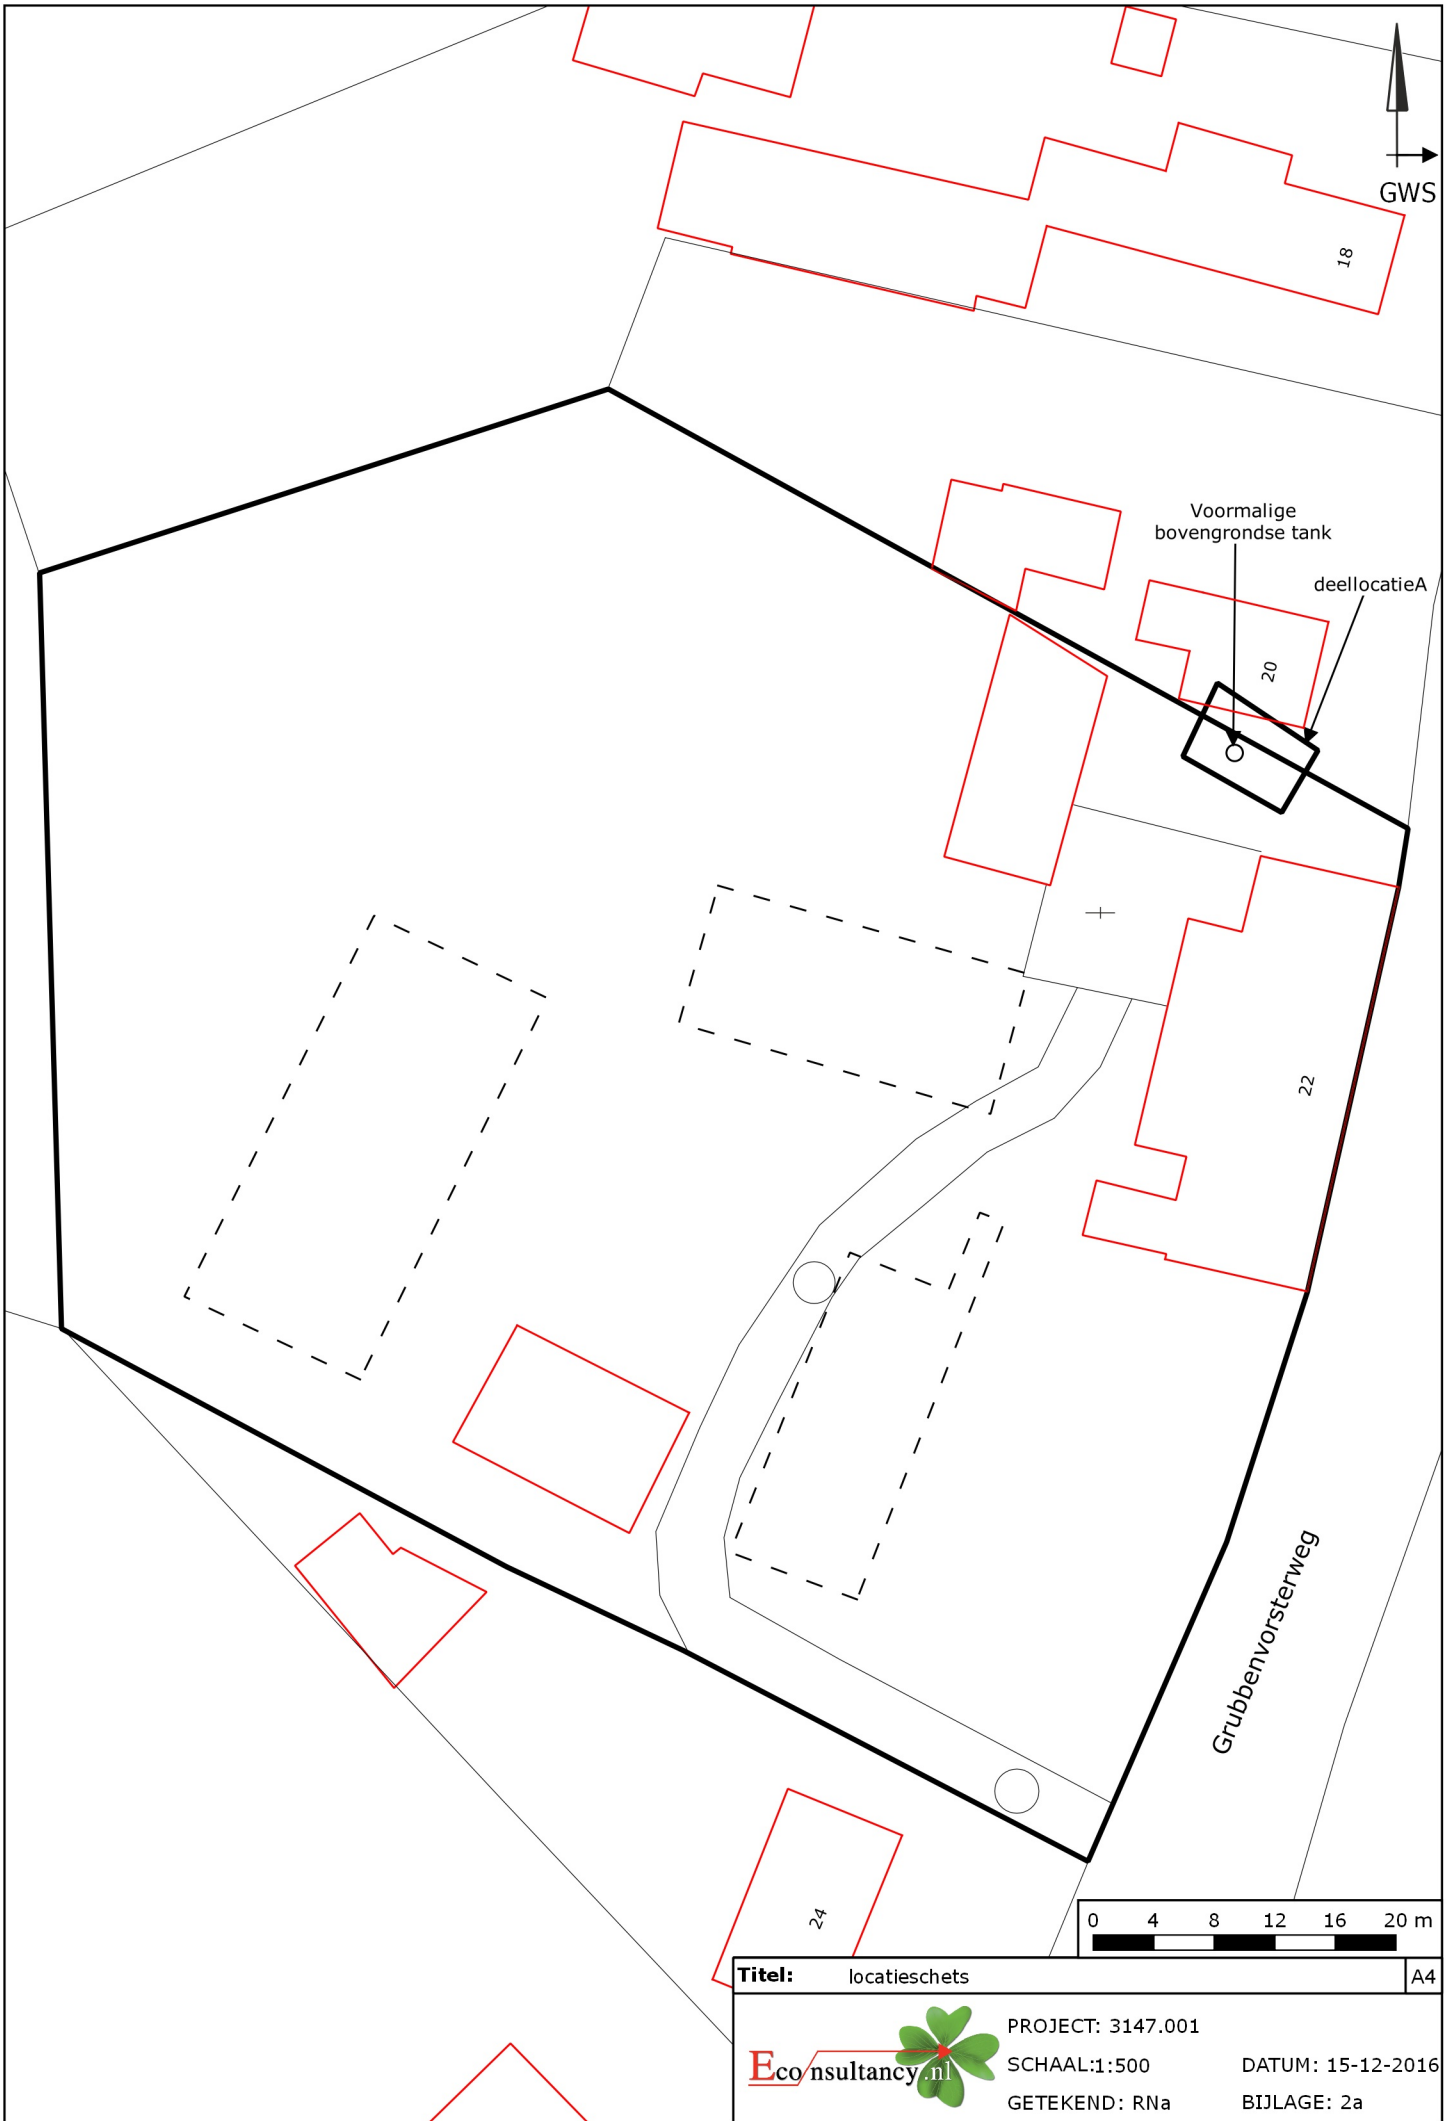 GWS
18
Voormalige
bovengrondse tank
deellocatieA
20
22
Grubbenvorsterweg
24
0 4 8 12 16 20 m
Titel: locatieschets A4
Econsultancy.nl
PROJECT: 3147.001
SCHAAL:1:500 DATUM: 15-12-2016
GETEKEND: RNa BIJLAGE: 2a